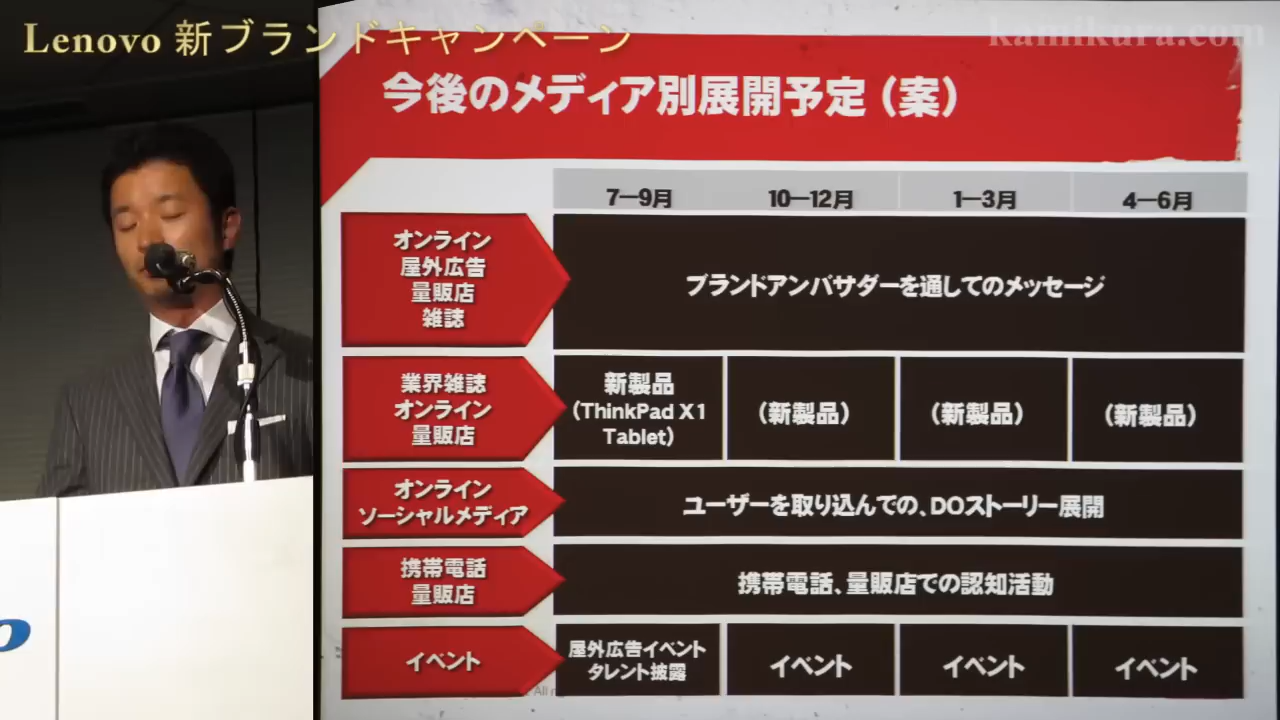 Lenovo 新ブランドキャンペーン
kamikura.com
今後のメディア別展開予定(案)
7ー9月
10ー12月
1ー3月
4ー6月
オンライン
屋外広告
量販店
雑誌
ブランドアンバサダーを通してのメッセージ
業界雑誌
オンライン
量販店
新製品
(ThinkPad X1
Tablet)
(新製品)
(新製品)
(新製品)
オンライン
ソーシャルメディア
ユーザーを取り込んでの、DOストーリー展開
携帯電話
量販店
携帯電話、量販店での認知活動
イベント
屋外広告イベント
タレント披露
イベント
イベント
イベント
All